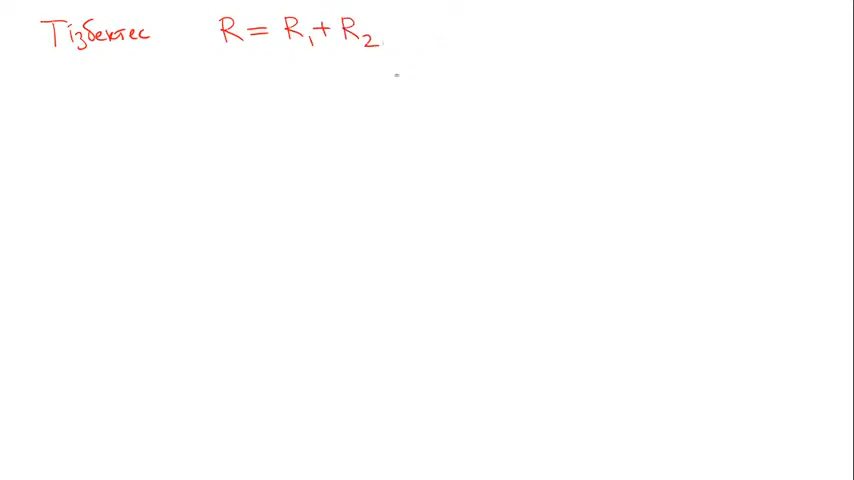 Тізбектес R = R₁ + R₂